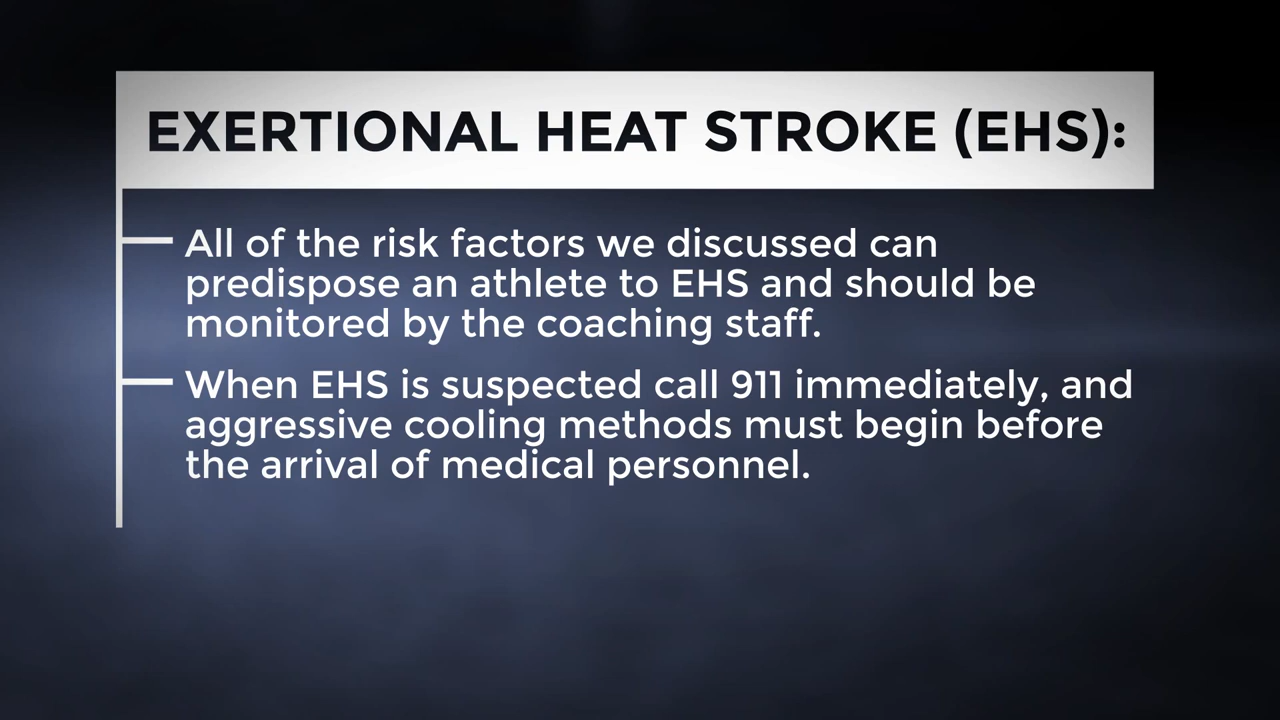 EXERTIONAL HEAT STROKE (EHS):
All of the risk factors we discussed can
predispose an athlete to EHS and should be
monitored by the coaching staff.
When EHS is suspected call 911 immediately, and
aggressive cooling methods must begin before
the arrival of medical personnel.